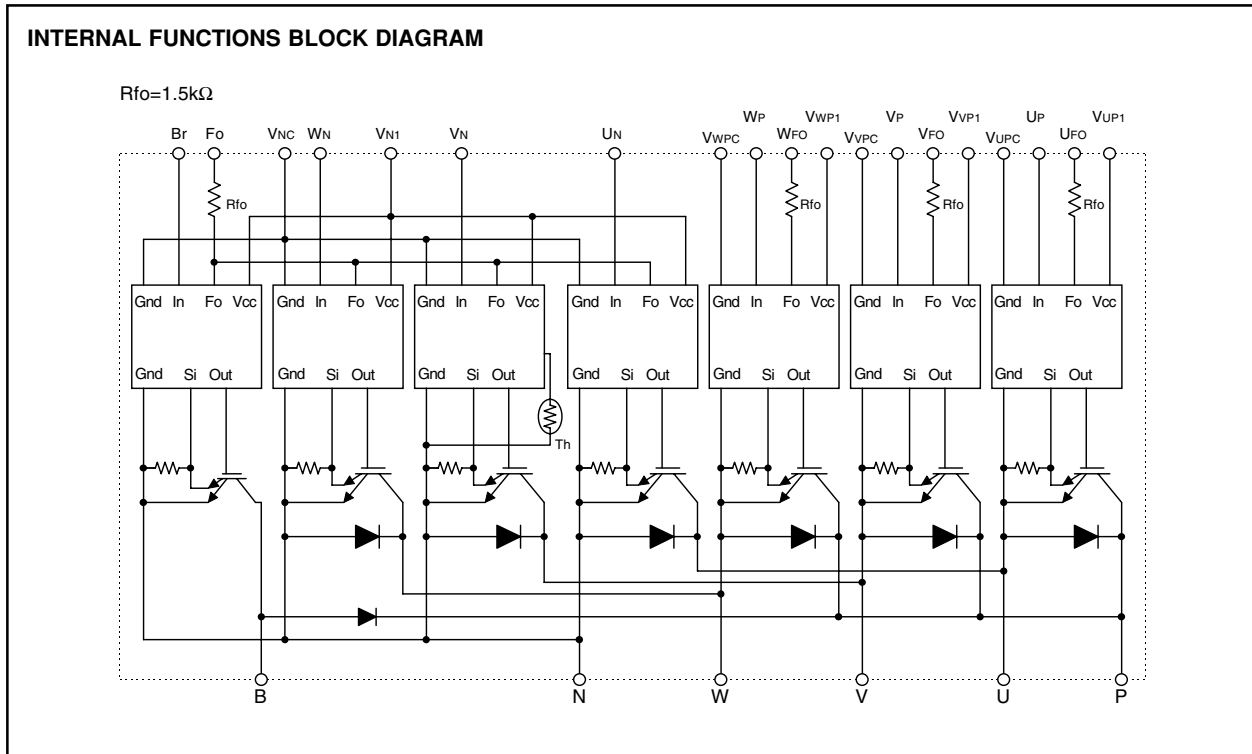 INTERNAL FUNCTIONS BLOCK DIAGRAM
Rfo=1.5kΩ
WP VWP1 VP VVP1 UP VUP1
Br FO VNC WN VN1 VN UN VWPC WFO VVPC VFO VUPC UFO
Rfo Rfo Rfo Rfo
Gnd In Fo Vcc Gnd In Fo Vcc Gnd In Fo Vcc Gnd In Fo Vcc Gnd In Fo Vcc Gnd In Fo Vcc Gnd In Fo Vcc
Gnd Si Out Gnd Si Out Gnd Si Out Gnd Si Out Gnd Si Out Gnd Si Out Gnd Si Out
Th
B N W V U P